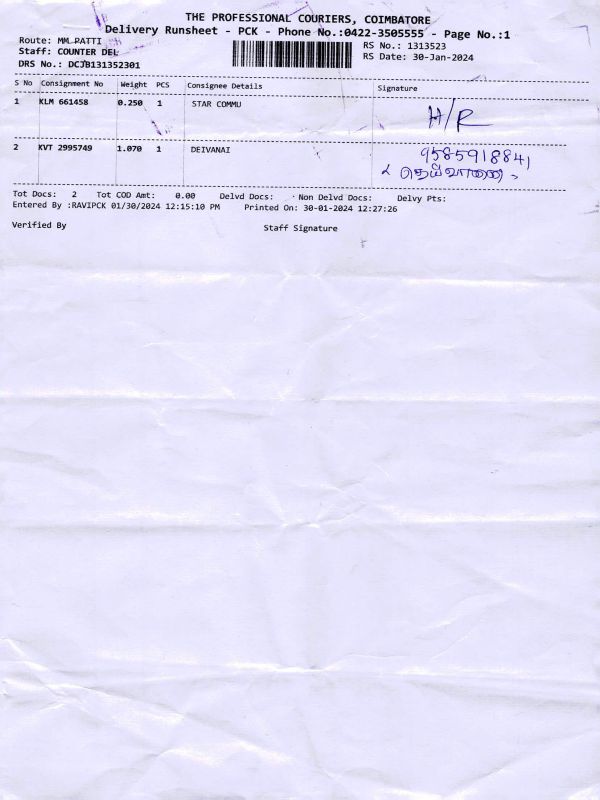 THE PROFESSIONAL COURIERS, COIMBATORE
Delivery Runsheet - PCK - Phone No.:0422-3505555 - Page No.:1
Route: MM PATTI RS No.: 1313523
Staff: COUNTER DEL RS Date: 30-Jan-2024
DRS No.: DCJB131352301
S No Consignment No Weight PCS Consignee Details Signature
1 KLM 661458 0.250 1 STAR COMMU H/R
2 KVT 2995749 1.070 1 DEIVANAI 9585918841
தெய்வானை
Tot Docs: 2 Tot COD Amt: 0.00 Delvd Docs: Non Delvd Docs: Delvy Pts:
Entered By :RAVIPCK 01/30/2024 12:15:10 PM Printed On: 30-01-2024 12:27:26
Verified By Staff Signature